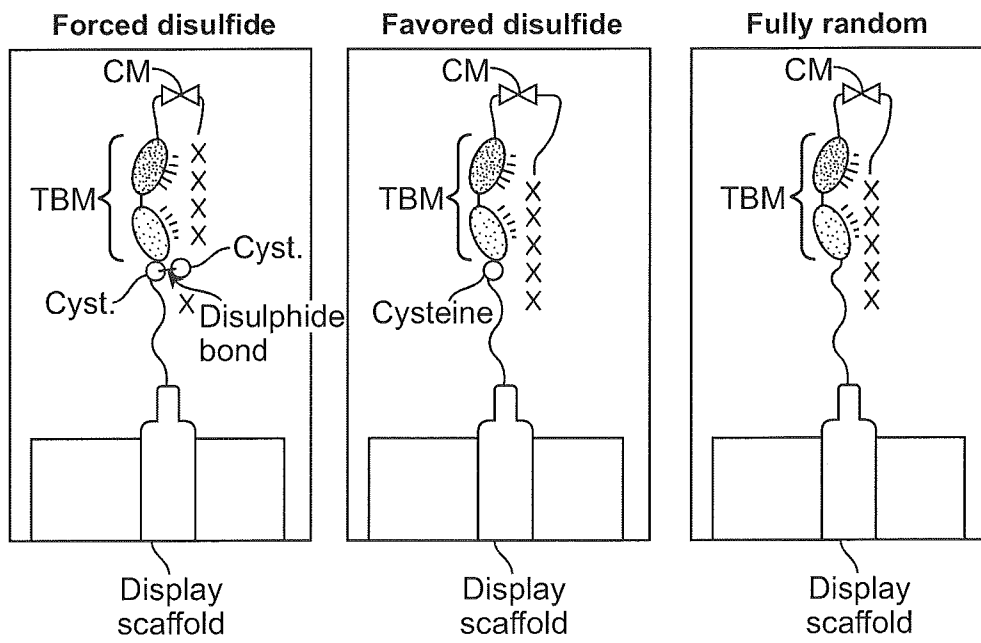 Forced disulfide
CM
TBM
X
X
X
X
Cyst.
Cyst.
X
Disulphide
bond
Display
scaffold
Favored disulfide
CM
TBM
X
X
X
X
X
Cysteine
Display
scaffold
Fully random
CM
TBM
X
X
X
X
X
Display
scaffold